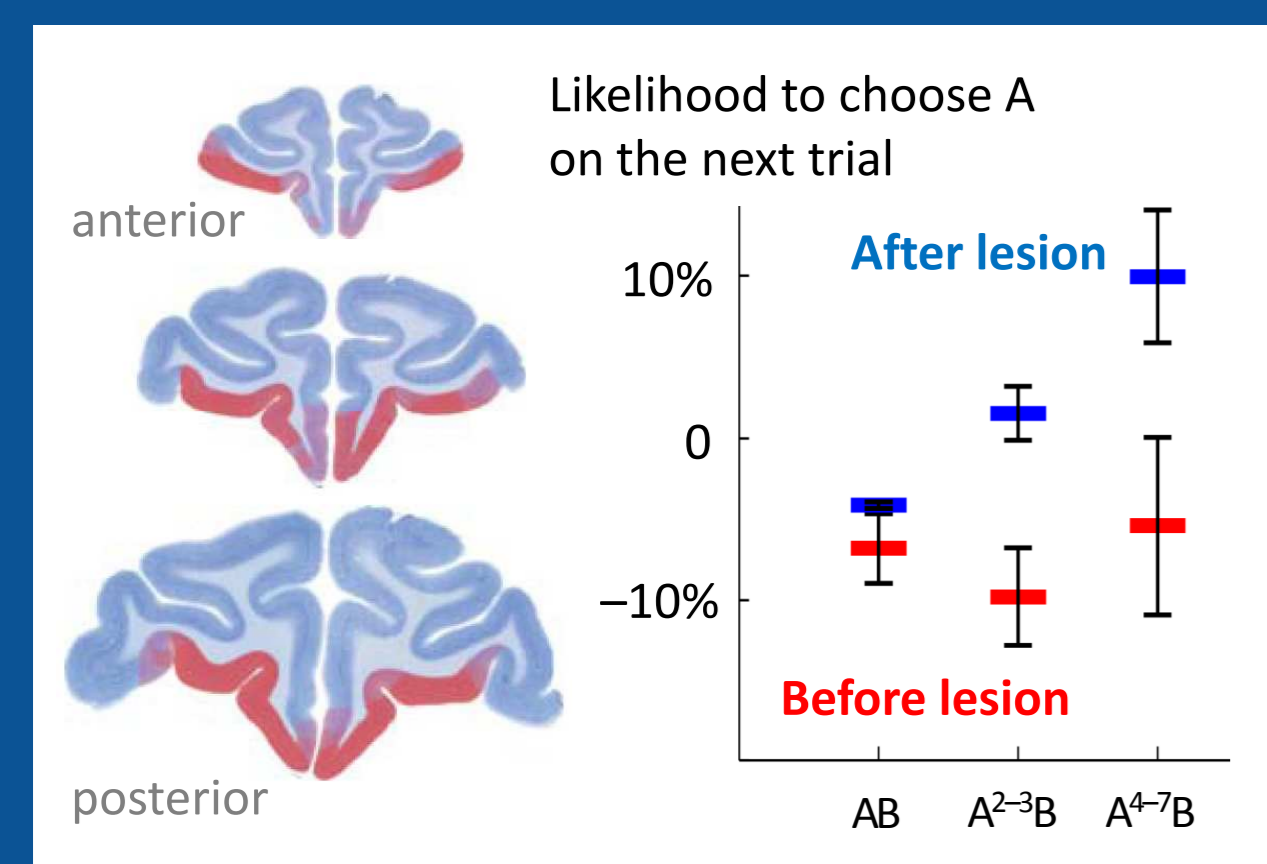 Likelihood to choose A
on the next trial
anterior
posterior
After lesion
10%
0
–10%
Before lesion
AB
A²⁻³B
A⁴⁻⁷B